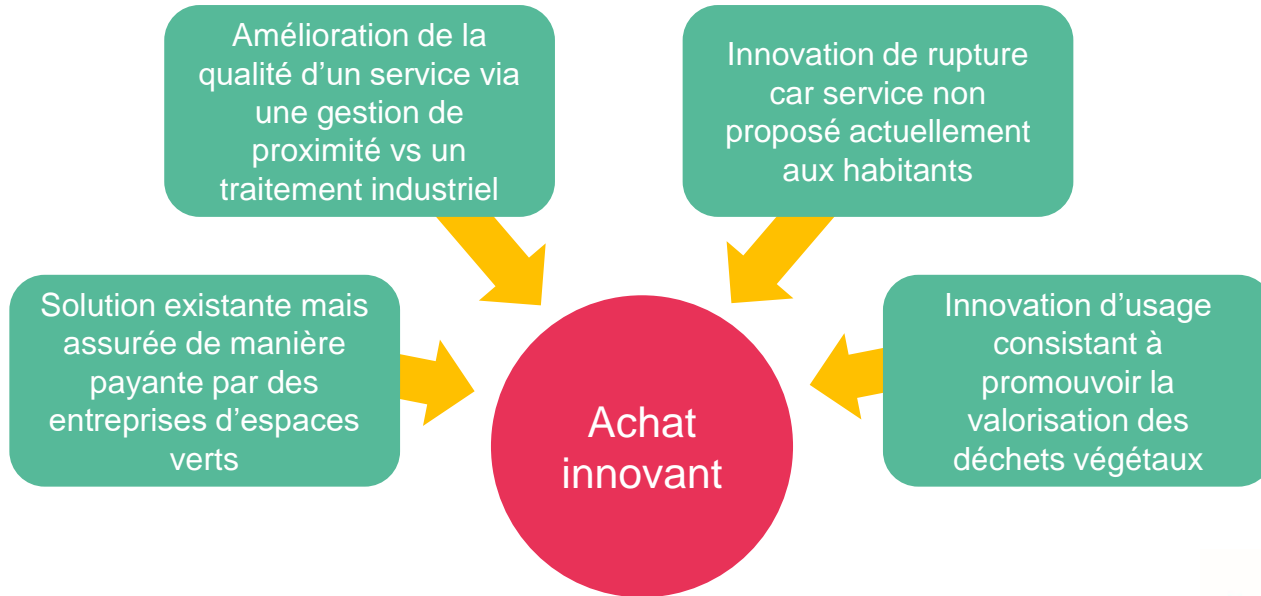 Amélioration de la
qualité d’un service via
une gestion de
proximité vs un
traitement industriel
Innovation de rupture
car service non
proposé actuellement
aux habitants
Solution existante mais
assurée de manière
payante par des
entreprises d’espaces
verts
Innovation d’usage
consistant à
promouvoir la
valorisation des
déchets végétaux
Achat
innovant